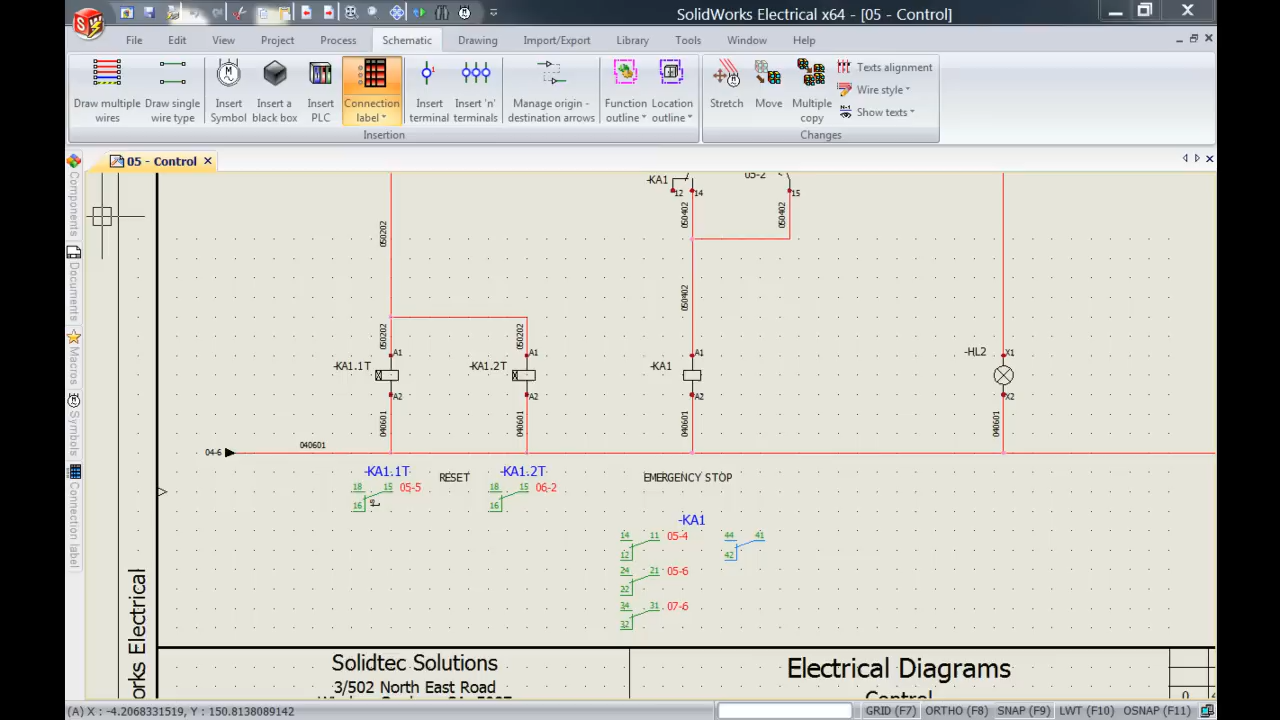 SolidWorks Electrical x64 - [05 - Control]
File Edit View Project Process Schematic Drawing Import/Export Library Tools Window Help
Draw multiple wires
Draw single wire type
Insert Symbol
Insert a black box
Insert PLC
Connection label
Insert terminal
Insert 'n' terminals
Manage origin - destination arrows
Function outline
Location outline
Stretch
Move
Multiple copy
Texts alignment
Wire style
Show texts
Insertion
Changes
05 - Control
Components
Documents
Macros
Symbols
Connection label
-KA1
12
14
05-2
15
050202
050402
050402
050402
050202
050202
-KA1.1T
A1
A2
-KA1.2T
A1
A2
-KA1
A1
A2
-HL2
X1
X2
040601
040601
040601
040601
04-6
040601
-KA1.1T
18 15 05-5
16
RESET
-KA1.2T
18 15 06-2
16
EMERGENCY STOP
-KA1
14 11 05-4
12
44 41
42
24 21 05-6
22
34 31 07-6
32
ks Electrical
Solidtec Solutions
3/502 North East Road
Electrical Diagrams
Control
0
(A) X : -4.2068331519, Y : 150.8138089142
GRID (F7) ORTHO (F8) SNAP (F9) LWT (F10) OSNAP (F11)